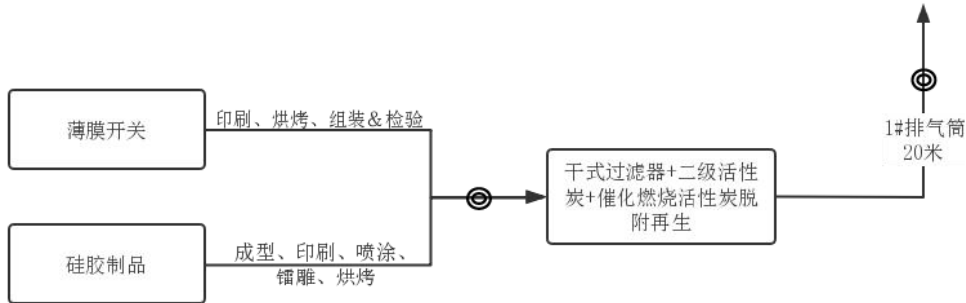 薄膜开关
印刷、烘烤、组装&检验
硅胶制品
成型、印刷、喷涂、
镭雕、烘烤
干式过滤器+二级活性
炭+催化燃烧活性炭脱
附再生
1#排气筒
20米